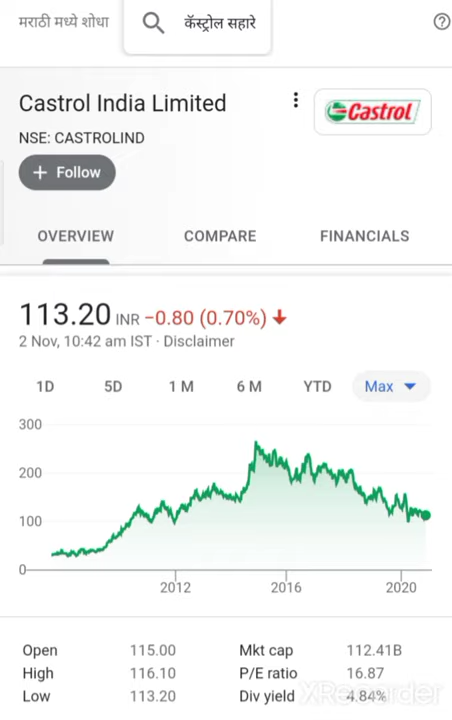 मराठी मध्ये शोधा
कॅस्ट्रोल सहारे
Castrol India Limited
Castrol
NSE: CASTROLIND
+ Follow
OVERVIEW COMPARE FINANCIALS
113.20 INR −0.80 (0.70%)
2 Nov, 10:42 am IST · Disclaimer
1D 5D 1 M 6 M YTD Max
300
200
100
0
2012 2016 2020
Open 115.00 Mkt cap 112.41B
High 116.10 P/E ratio 16.87
Low 113.20 Div yield 4.84%
XRecorder